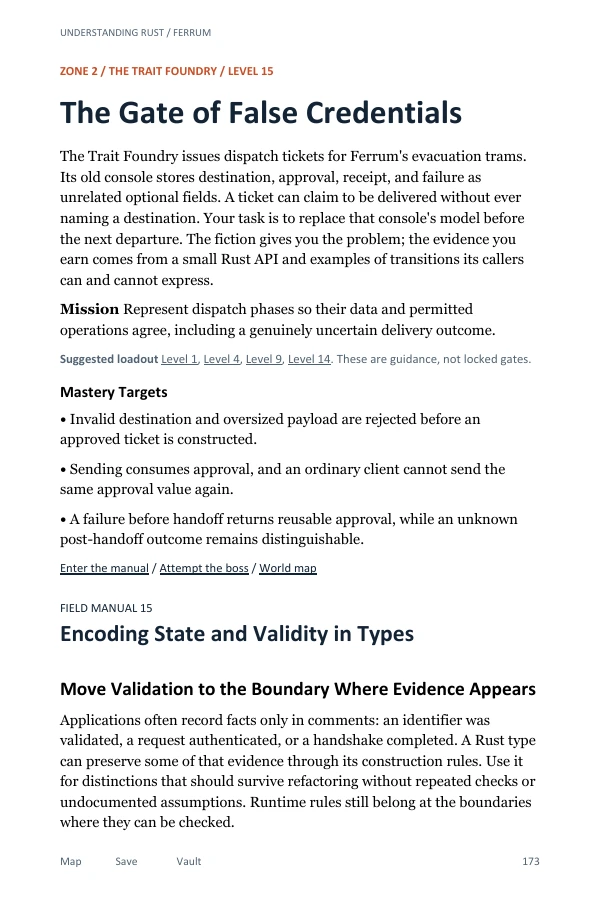 UNDERSTANDING RUST / FERRUM
ZONE 2 / THE TRAIT FOUNDRY / LEVEL 15
The Gate of False Credentials
The Trait Foundry issues dispatch tickets for Ferrum's evacuation trams.
Its old console stores destination, approval, receipt, and failure as
unrelated optional fields. A ticket can claim to be delivered without ever
naming a destination. Your task is to replace that console's model before
the next departure. The fiction gives you the problem; the evidence you
earn comes from a small Rust API and examples of transitions its callers
can and cannot express.
Mission Represent dispatch phases so their data and permitted
operations agree, including a genuinely uncertain delivery outcome.
Suggested loadout Level 1, Level 4, Level 9, Level 14. These are guidance, not locked gates.
Mastery Targets
• Invalid destination and oversized payload are rejected before an
approved ticket is constructed.
• Sending consumes approval, and an ordinary client cannot send the
same approval value again.
• A failure before handoff returns reusable approval, while an unknown
post-handoff outcome remains distinguishable.
Enter the manual / Attempt the boss / World map
FIELD MANUAL 15
Encoding State and Validity in Types
Move Validation to the Boundary Where Evidence Appears
Applications often record facts only in comments: an identifier was
validated, a request authenticated, or a handshake completed. A Rust type
can preserve some of that evidence through its construction rules. Use it
for distinctions that should survive refactoring without repeated checks or
undocumented assumptions. Runtime rules still belong at the boundaries
where they can be checked.
Map Save Vault 173